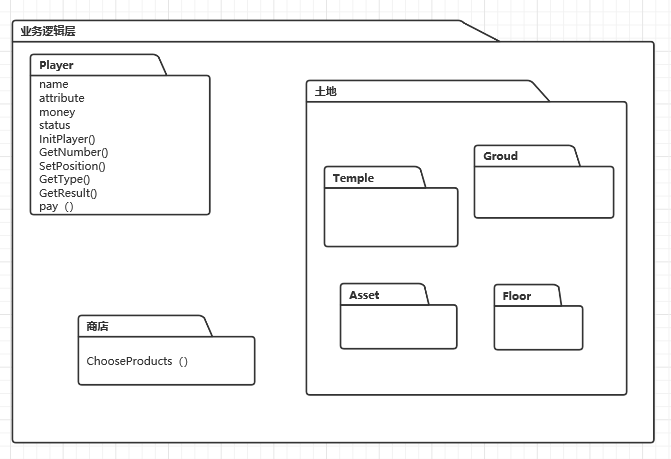 业务逻辑层
Player
name
attribute
money
status
InitPlayer()
GetNumber()
SetPosition()
GetType()
GetResult()
pay（）
土地
Temple
Groud
Asset
Floor
商店
ChooseProducts（）